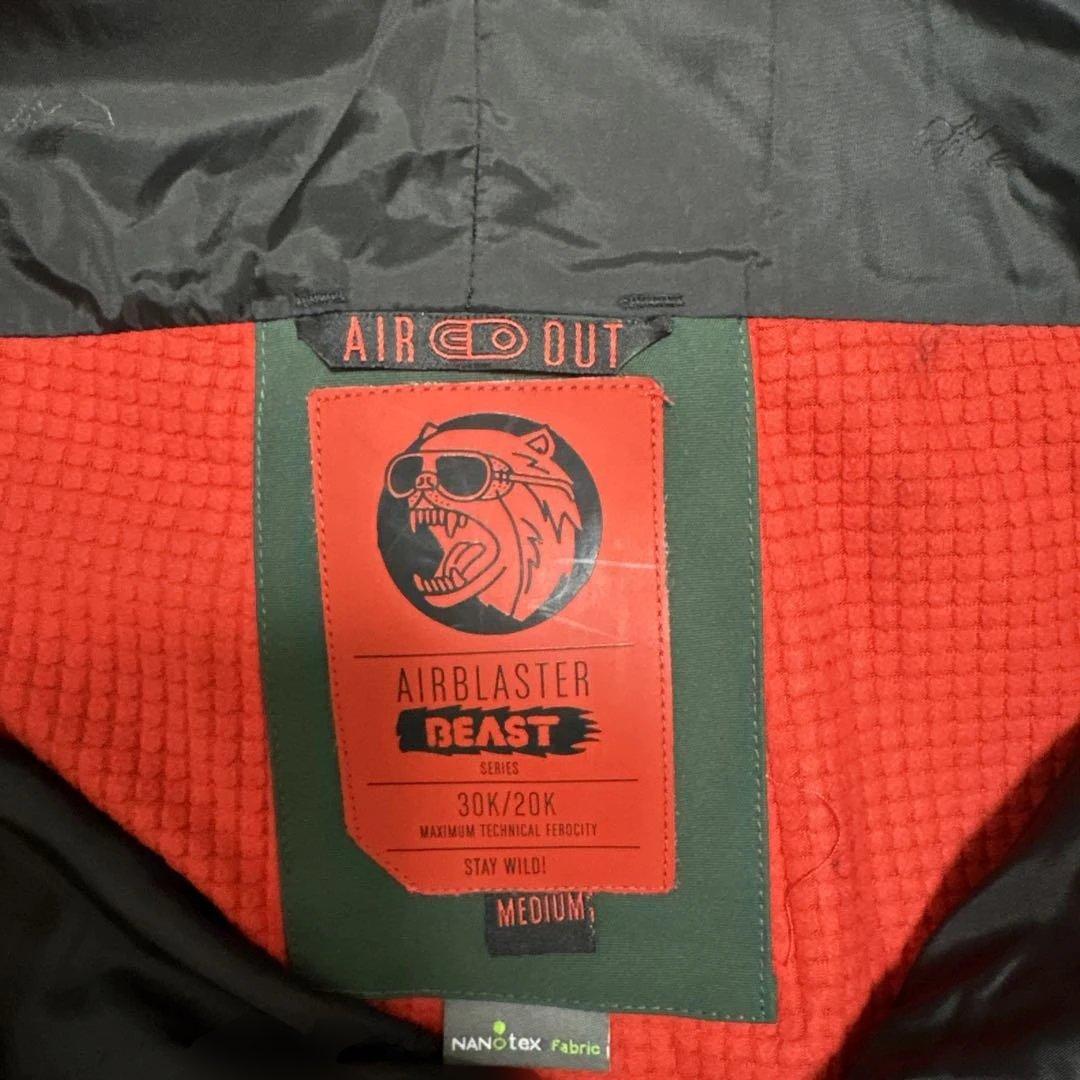 AIR OUT
AIRBLASTER
BEAST
SERIES
30K/20K
MAXIMUM TECHNICAL FEROCITY
STAY WILD!
MEDIUM
NANOtex Fabric